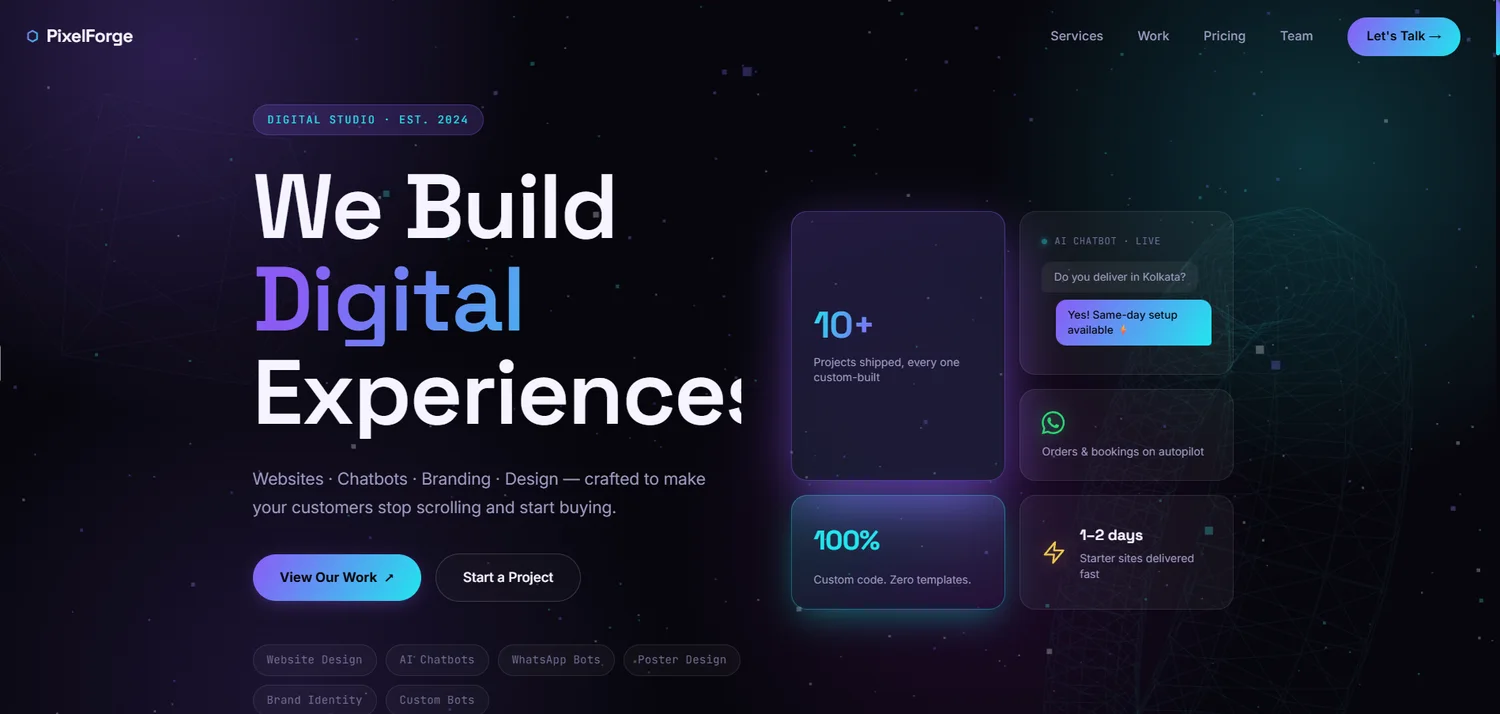 PixelForge
Services
Work
Pricing
Team
Let's Talk →
DIGITAL STUDIO · EST. 2024
We Build
Digital
Experiences
Websites · Chatbots · Branding · Design — crafted to make
your customers stop scrolling and start buying.
View Our Work ↗
Start a Project
Website Design
AI Chatbots
WhatsApp Bots
Poster Design
Brand Identity
Custom Bots
10+
Projects shipped, every one
custom-built
AI CHATBOT · LIVE
Do you deliver in Kolkata?
Yes! Same-day setup
available ⚡
Orders & bookings on autopilot
100%
Custom code. Zero templates.
1–2 days
Starter sites delivered
fast